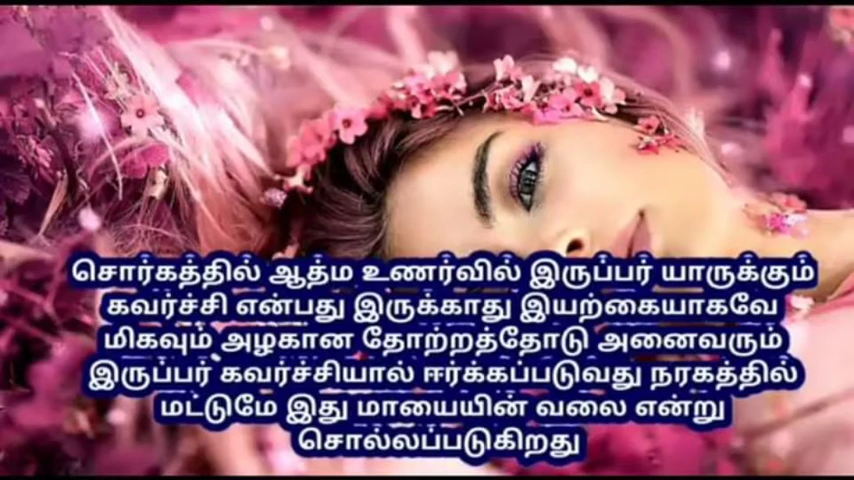 சொர்கத்தில் ஆத்ம உணர்வில் இருப்பர் யாருக்கும்
கவர்ச்சி என்பது இருக்காது இயற்கையாகவே
மிகவும் அழகான தோற்றத்தோடு அனைவரும்
இருப்பர் கவர்ச்சியால் ஈர்க்கப்படுவது நரகத்தில்
மட்டுமே இது மாயையின் வலை என்று
சொல்லப்படுகிறது